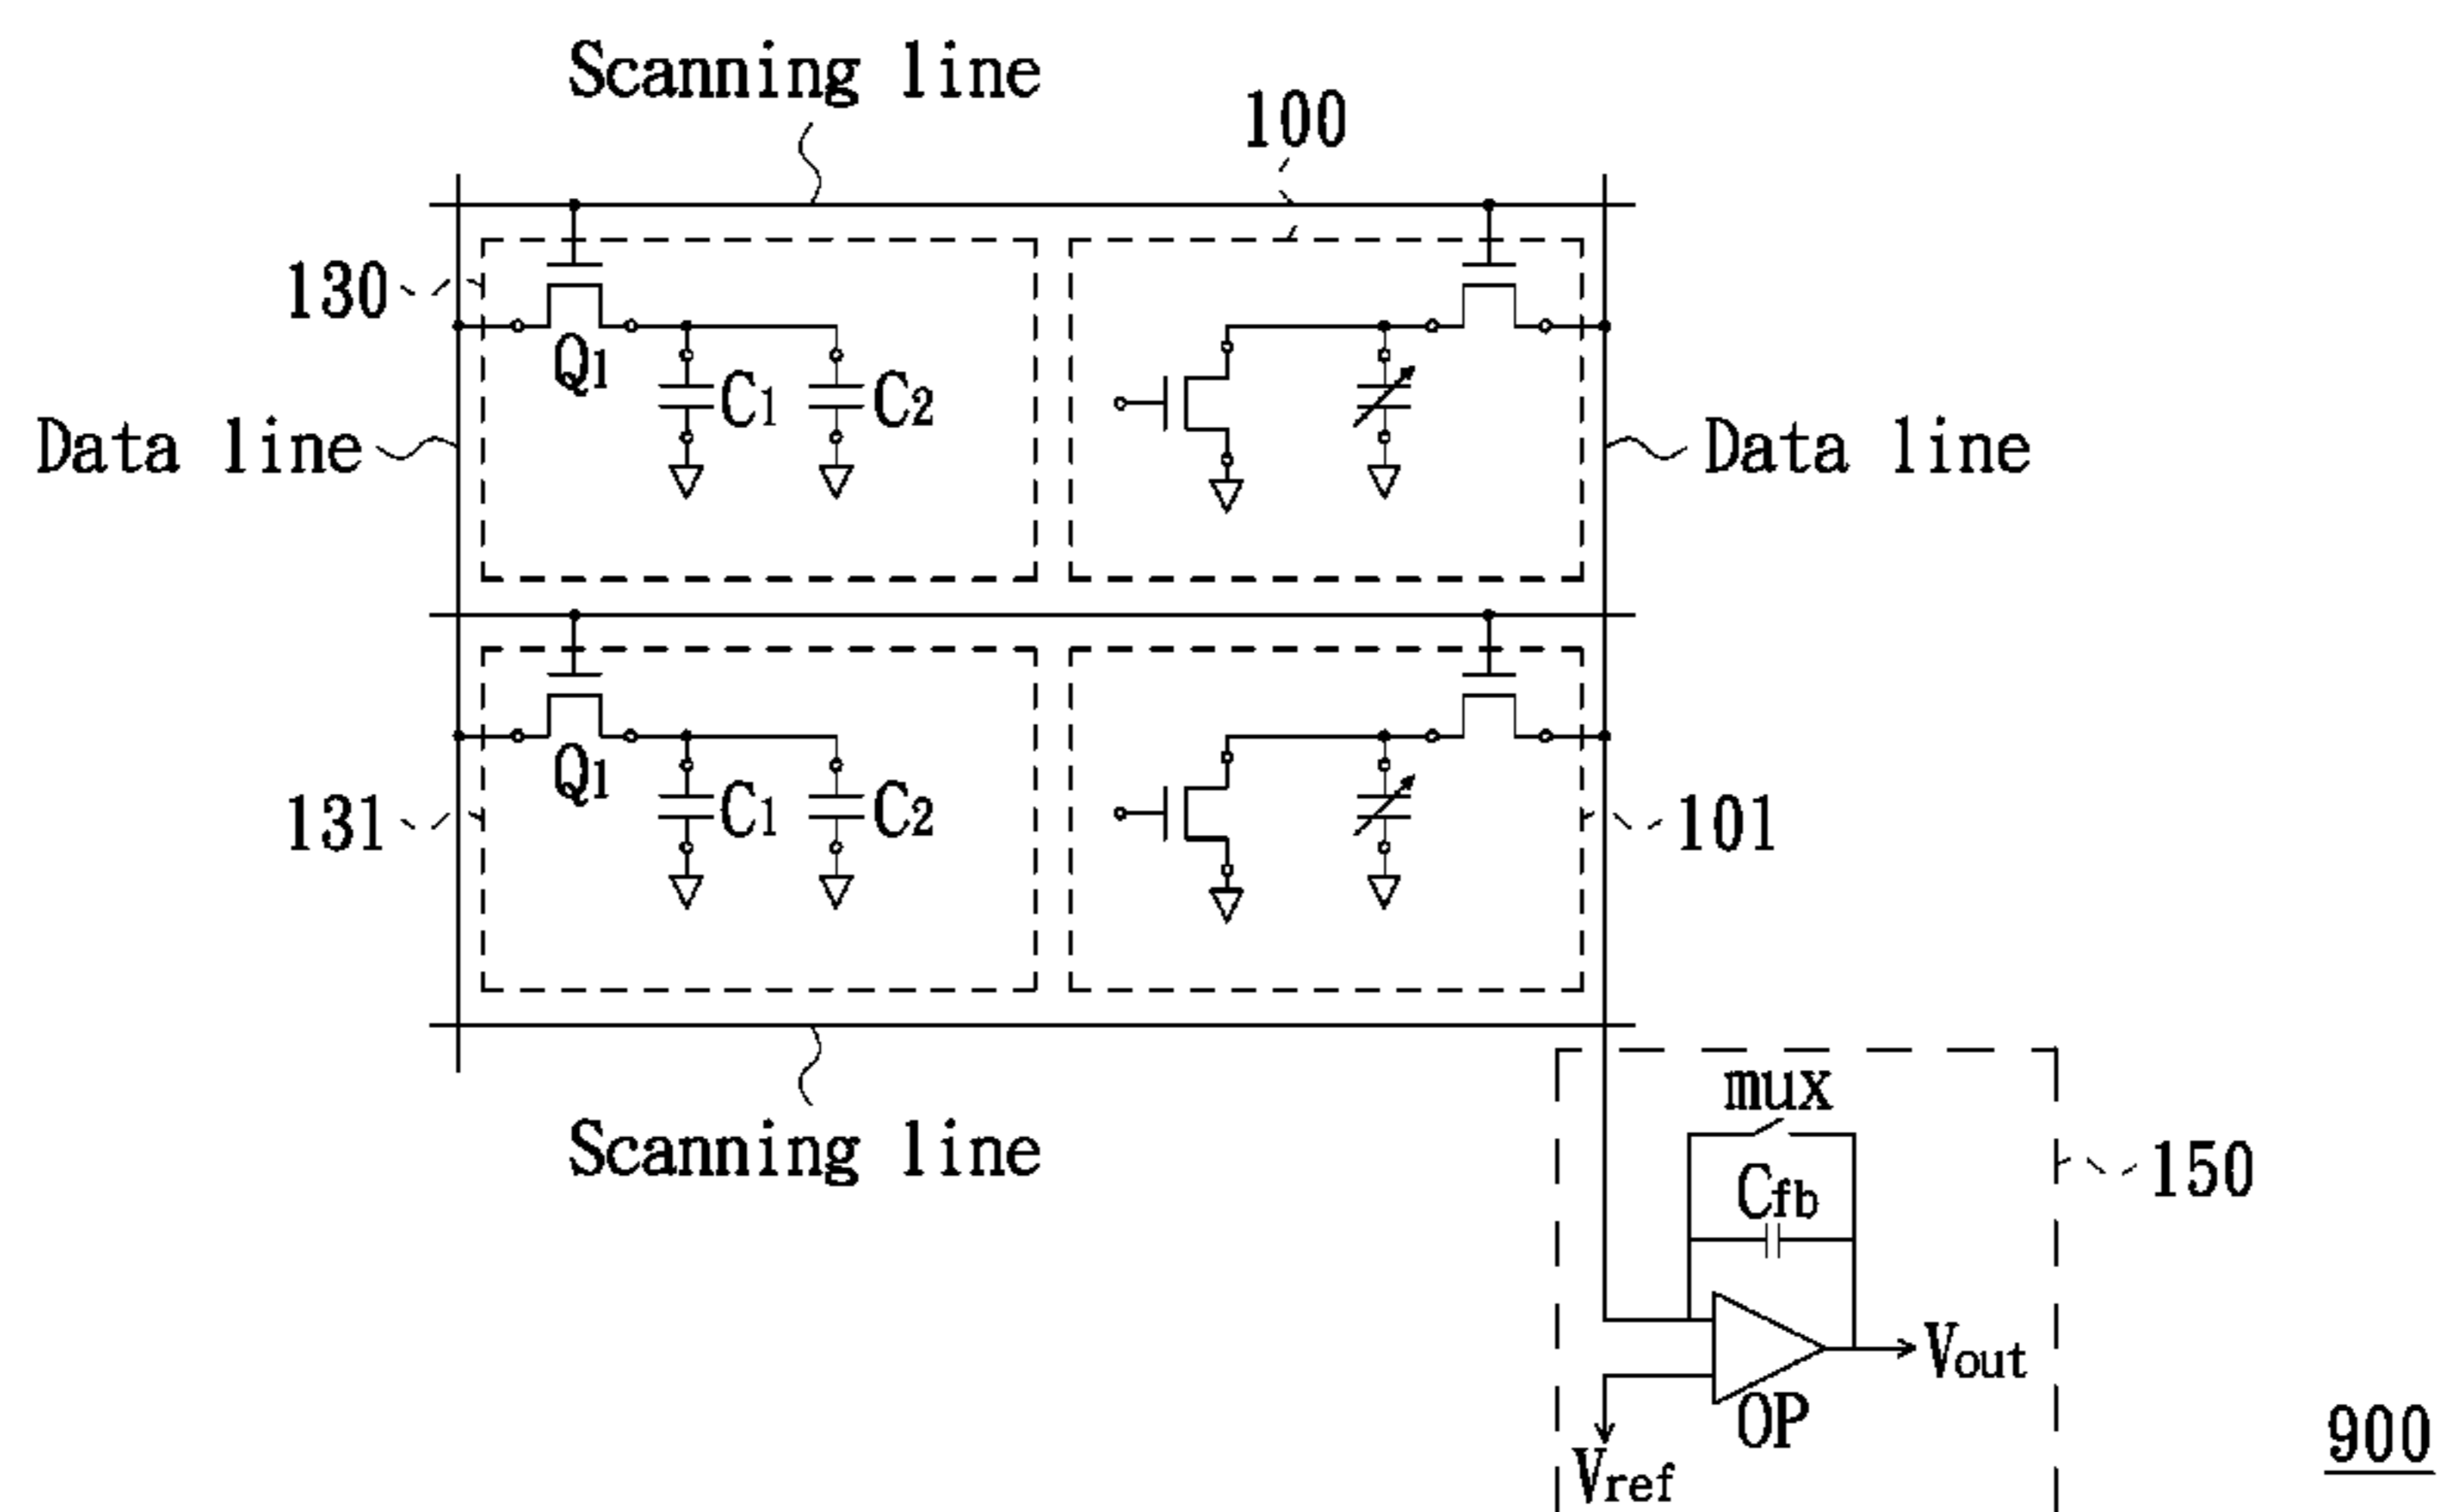 Scanning line
100
130
Q1
C1
C2
Data line
Data line
131
Q1
C1
C2
101
Scanning line
mux
150
Cfb
Vout
OP
Vref
900